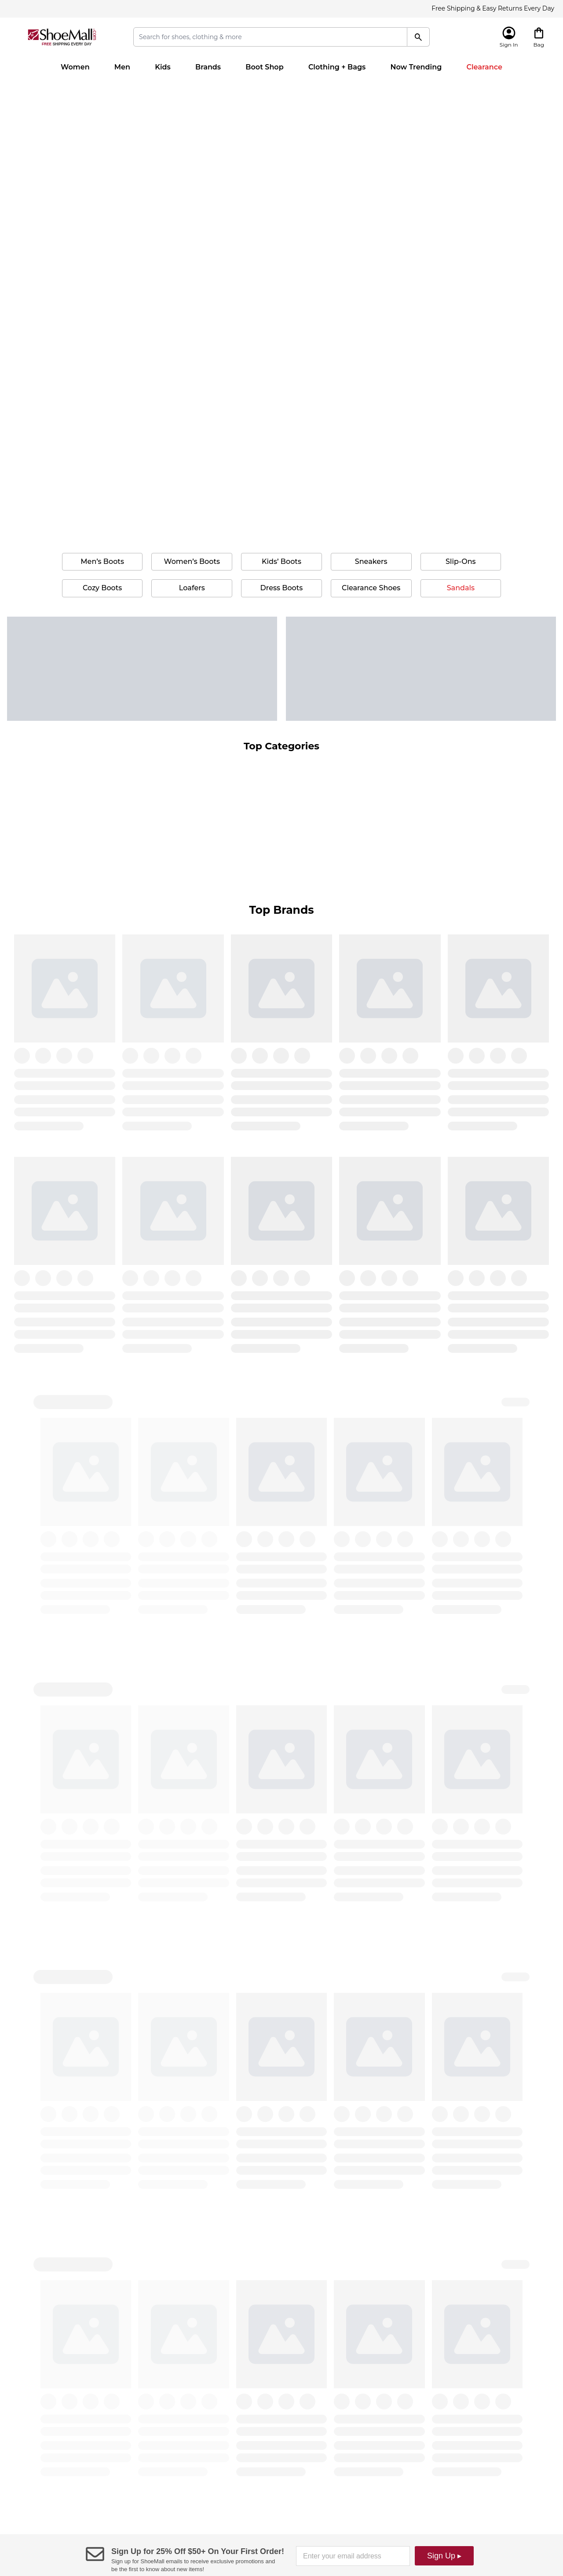 Free Shipping & Easy Returns Every Day
ShoeMall
FREE SHIPPING EVERY DAY
Search for shoes, clothing & more
Sign In
Bag
Women
Men
Kids
Brands
Boot Shop
Clothing + Bags
Now Trending
Clearance
Men's Boots
Women's Boots
Kids' Boots
Sneakers
Slip-Ons
Cozy Boots
Loafers
Dress Boots
Clearance Shoes
Sandals
Top Categories
Top Brands
Sign Up for 25% Off $50+ On Your First Order!
Sign up for ShoeMall emails to receive exclusive promotions and
be the first to know about new items!
Enter your email address
Sign Up ▸